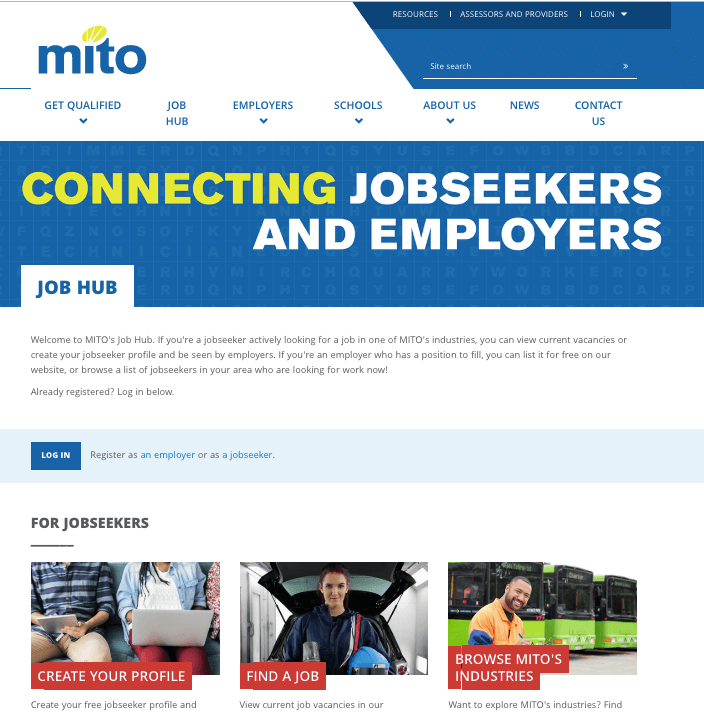 RESOURCES | ASSESSORS AND PROVIDERS | LOGIN
mito
Site search »
GET QUALIFIED JOB HUB EMPLOYERS SCHOOLS ABOUT US NEWS CONTACT US
CONNECTING JOBSEEKERS
AND EMPLOYERS
JOB HUB
Welcome to MITO's Job Hub. If you're a jobseeker actively looking for a job in one of MITO's industries, you can view current vacancies or
create your jobseeker profile and be seen by employers. If you're an employer who has a position to fill, you can list it for free on our
website, or browse a list of jobseekers in your area who are looking for work now!
Already registered? Log in below.
LOG IN Register as an employer or as a jobseeker.
FOR JOBSEEKERS
CREATE YOUR PROFILE
FIND A JOB
BROWSE MITO'S
INDUSTRIES
Create your free jobseeker profile and
View current job vacancies in our
Want to explore MITO's industries? Find